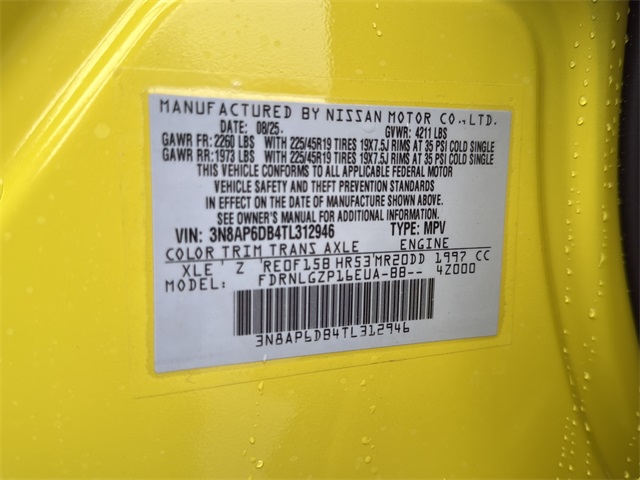 MANUFACTURED BY NISSAN MOTOR CO.,LTD.
DATE: 08/25. GVWR: 4211 LBS
GAWR FR: 2260 LBS WITH 225/45R19 TIRES 19X7.5J RIMS AT 35 PSI COLD SINGLE
GAWR RR: 1973 LBS WITH 225/45R19 TIRES 19X7.5J RIMS AT 35 PSI COLD SINGLE
THIS VEHICLE CONFORMS TO ALL APPLICABLE FEDERAL MOTOR
VEHICLE SAFETY AND THEFT PREVENTION STANDARDS
IN EFFECT ON THE DATE OF MANUFACTURE SHOWN ABOVE.
SEE OWNER'S MANUAL FOR ADDITIONAL INFORMATION.
VIN: 3N8AP6DB4TL312946 TYPE: MPV
COLOR TRIM TRANS AXLE ENGINE
XLE ' Z ' RE0F15B HR53'MR20DD 1997 CC
MODEL: FDRNLGZP16EUA-BB-- 4Z000
3N8AP6DB4TL312946